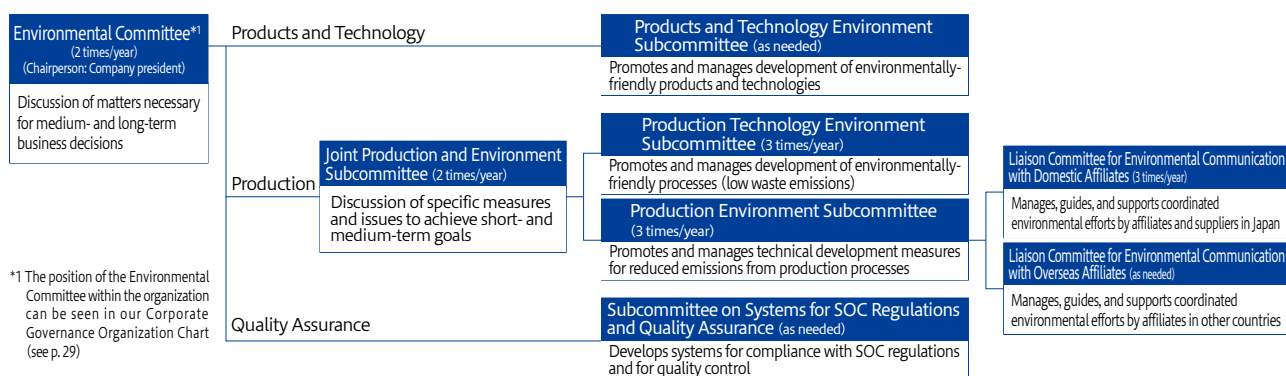 Environmental Committee*1
(2 times/year)
(Chairperson: Company president)
Discussion of matters necessary
for medium- and long-term
business decisions
*1 The position of the Environmental
Committee within the organization
can be seen in our Corporate
Governance Organization Chart
(see p. 29)
Products and Technology
Products and Technology Environment
Subcommittee (as needed)
Promotes and manages development of environmentally-
friendly products and technologies
Production
Joint Production and Environment
Subcommittee (2 times/year)
Discussion of specific measures
and issues to achieve short- and
medium-term goals
Production Technology Environment
Subcommittee (3 times/year)
Promotes and manages development of environmentally-
friendly processes (low waste emissions)
Production Environment Subcommittee
(3 times/year)
Promotes and manages technical development measures
for reduced emissions from production processes
Liaison Committee for Environmental Communication
with Domestic Affiliates (3 times/year)
Manages, guides, and supports coordinated
environmental efforts by affiliates and suppliers in Japan
Liaison Committee for Environmental Communication
with Overseas Affiliates (as needed)
Manages, guides, and supports coordinated
environmental efforts by affiliates in other countries
Quality Assurance
Subcommittee on Systems for SOC Regulations
and Quality Assurance (as needed)
Develops systems for compliance with SOC regulations
and for quality control